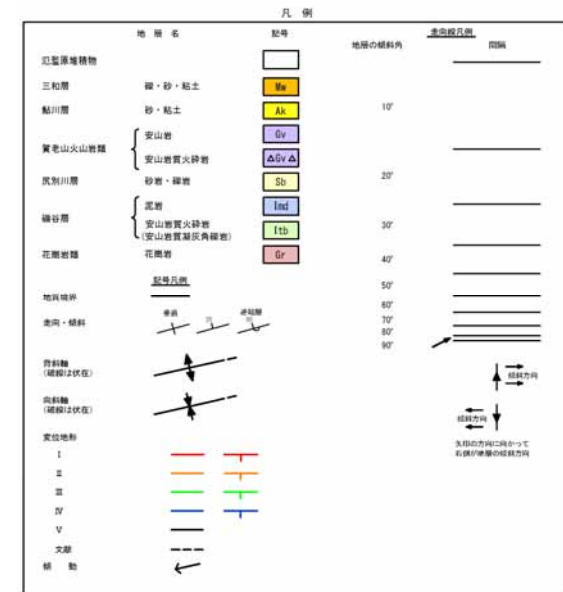 凡 例
地 層 名 記号
走向線凡例
地層の傾斜角 間隔
氾濫原堆積物
三和層 礫・砂・粘土 Mw
鮎川層 砂・粘土 Ak
賀老山火山岩類 安山岩 Gv
安山岩質火砕岩 △Gv△
尻別川層 砂岩・礫岩 Sb
磯谷層 泥岩 Imd
安山岩質火砕岩 Itb
(安山岩質凝灰角礫岩)
花崗岩類 花崗岩 Gr
10°
20°
30°
40°
50°
60°
70°
80°
90°
記号凡例
地質境界
垂直 逆転層
走向・傾斜
背斜軸
(破線は伏在)
向斜軸
(破線は伏在)
傾斜方向
傾斜方向
矢印の方向に向かって
右側が地層の傾斜方向
変位地形
I
II
III
IV
V
文献
傾 動